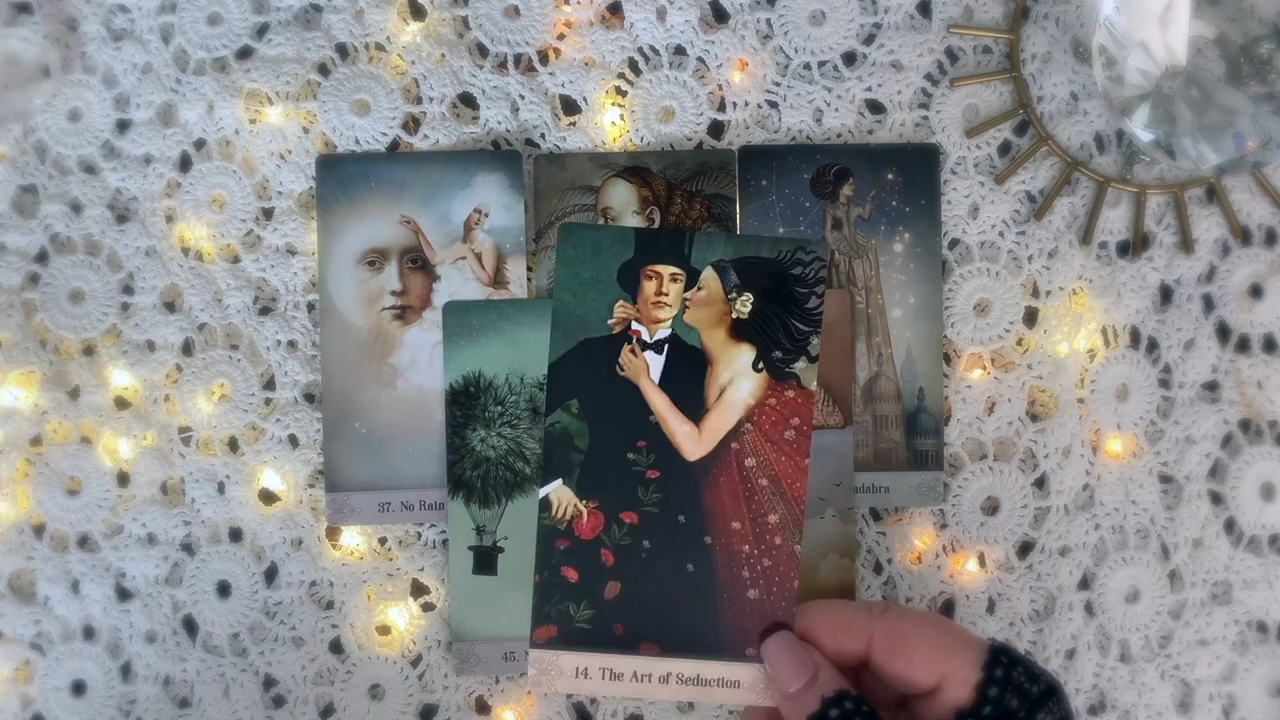 37. No Rain
adabra
45.
14. The Art of Seduction